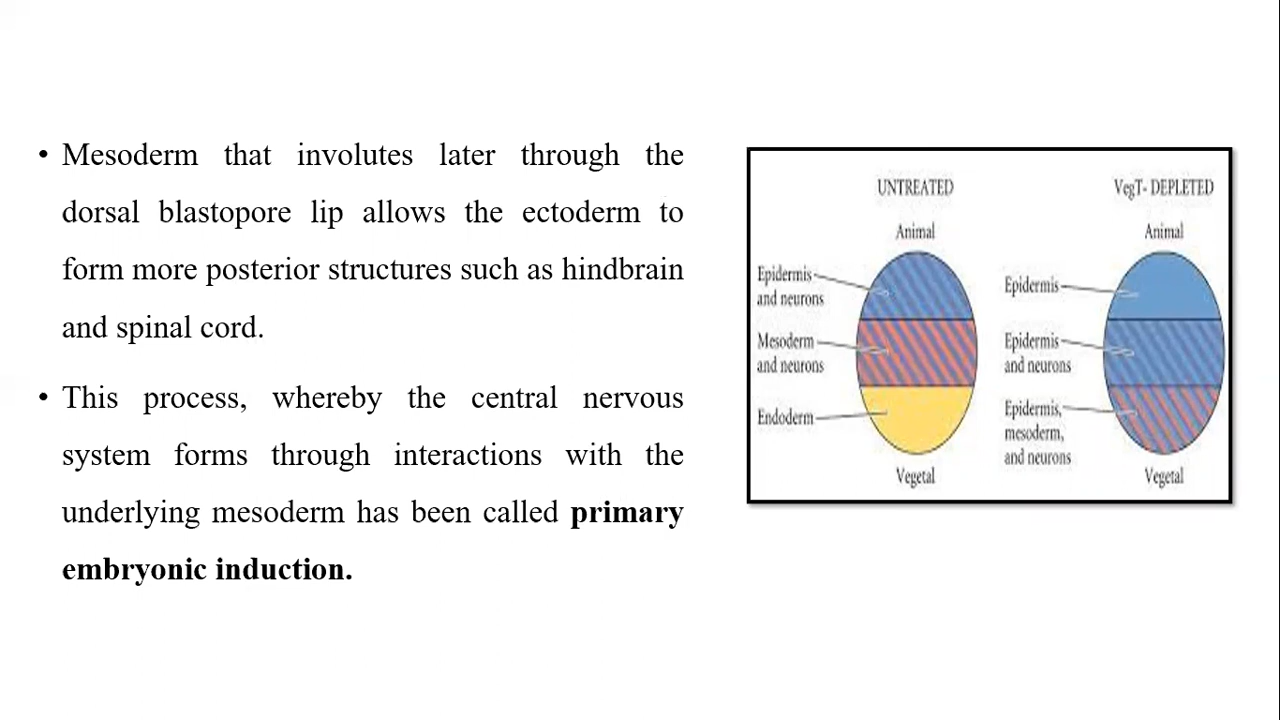 • Mesoderm that involutes later through the
dorsal blastopore lip allows the ectoderm to
form more posterior structures such as hindbrain
and spinal cord.
• This process, whereby the central nervous
system forms through interactions with the
underlying mesoderm has been called primary
embryonic induction.
UNTREATED
Animal
Epidermis
and neurons
Mesoderm
and neurons
Endoderm
Vegetal
VegT- DEPLETED
Animal
Epidermis
Epidermis
and neurons
Epidermis,
mesoderm,
and neurons
Vegetal